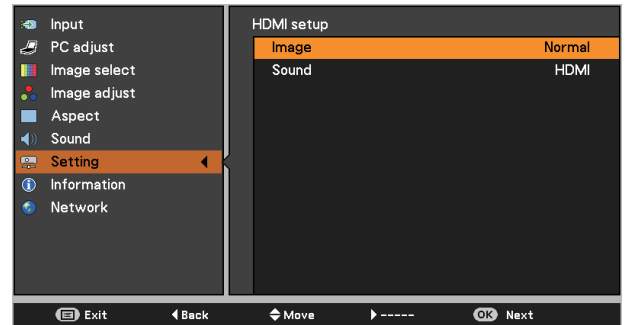 Input
PC adjust
Image select
Image adjust
Aspect
Sound
Setting
Information
Network
HDMI setup
Image Normal
Sound HDMI
Exit Back Move ----- OK Next